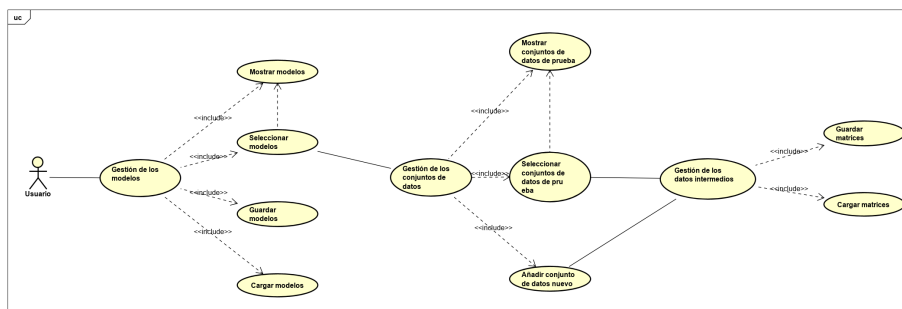 uc
Mostrar
conjuntos de
datos de prueba
Mostrar modelos
<<include>>
<<include>>
Seleccionar
modelos
Guardar
matrices
<<include>>
<<include>>
Usuario
Gestión de los
modelos
Gestión de los conjuntos de
datos
<<include>>
Seleccionar
conjuntos
de datos de pru
eba
Gestión de los
datos intermedios
<<include>>
Cargar matrices
Guardar
modelos
<<include>>
<<include>>
Cargar modelos
Añadir conjunto
de datos nuevo